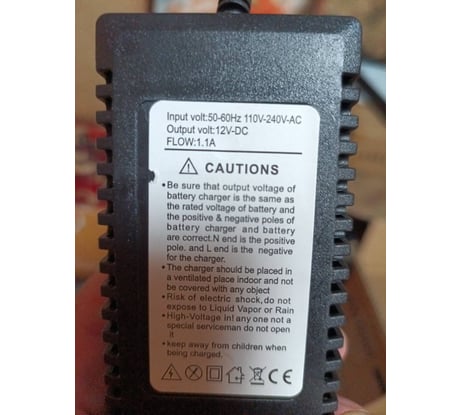 Input volt:50-60Hz 110V-240V-AC
Output volt:12V-DC
FLOW:1.1A
CAUTIONS
•Be sure that output voltage of
battery charger is the same as
the rated voltage of battery and
the positive & negative poles of
battery charger and battery
are correct.N end is the positive
pole. and L end is the negative
for the charger.
•The charger should be placed in
a ventilated place indoor and not
be covered with any object
•Risk of electric shock,do not
expose to Liquid Vapor or Rain
•High-Voltage in! any one not a
special serviceman do not open
it
•keep away from children when
being charged.
CE